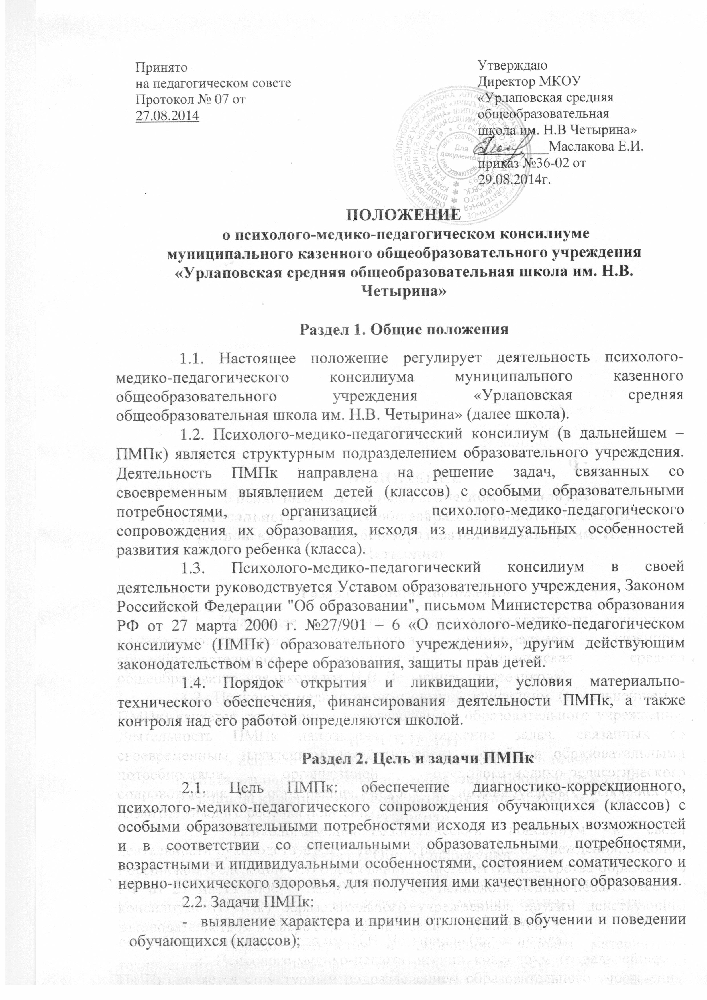 Принято
на педагогическом совете
Протокол № 07 от
27.08.2014
Утверждаю
Директор МКОУ
«Урлаповская средняя
общеобразовательная
школа им. Н.В Четырина»
Маслакова Е.И.
приказ №36-02 от
29.08.2014г.
Для
документов
ИНН 2289003296
ПОЛОЖЕНИЕ
о психолого-медико-педагогическом консилиуме
муниципального казенного общеобразовательного учреждения
«Урлаповская средняя общеобразовательная школа им. Н.В.
Четырина»
Раздел 1. Общие положения
1.1. Настоящее положение регулирует деятельность психолого-
медико-педагогического консилиума муниципального казенного
общеобразовательного учреждения «Урлаповская средняя
общеобразовательная школа им. Н.В. Четырина» (далее школа).
1.2. Психолого-медико-педагогический консилиум (в дальнейшем –
ПМПк) является структурным подразделением образовательного учреждения.
Деятельность ПМПк направлена на решение задач, связанных со
своевременным выявлением детей (классов) с особыми образовательными
потребностями, организацией психолого-медико-педагогического
сопровождения их образования, исходя из индивидуальных особенностей
развития каждого ребенка (класса).
1.3. Психолого-медико-педагогический консилиум в своей
деятельности руководствуется Уставом образовательного учреждения, Законом
Российской Федерации "Об образовании", письмом Министерства образования
РФ от 27 марта 2000 г. №27/901 – 6 «О психолого-медико-педагогическом
консилиуме (ПМПк) образовательного учреждения», другим действующим
законодательством в сфере образования, защиты прав детей.
1.4. Порядок открытия и ликвидации, условия материально-
технического обеспечения, финансирования деятельности ПМПк, а также
контроля над его работой определяются школой.
Раздел 2. Цель и задачи ПМПк
2.1. Цель ПМПк: обеспечение диагностико-коррекционного,
психолого-медико-педагогического сопровождения обучающихся (классов) с
особыми образовательными потребностями исходя из реальных возможностей
и в соответствии со специальными образовательными потребностями,
возрастными и индивидуальными особенностями, состоянием соматического и
нервно-психического здоровья, для получения ими качественного образования.
2.2. Задачи ПМПк:
- выявление характера и причин отклонений в обучении и поведении
обучающихся (классов);